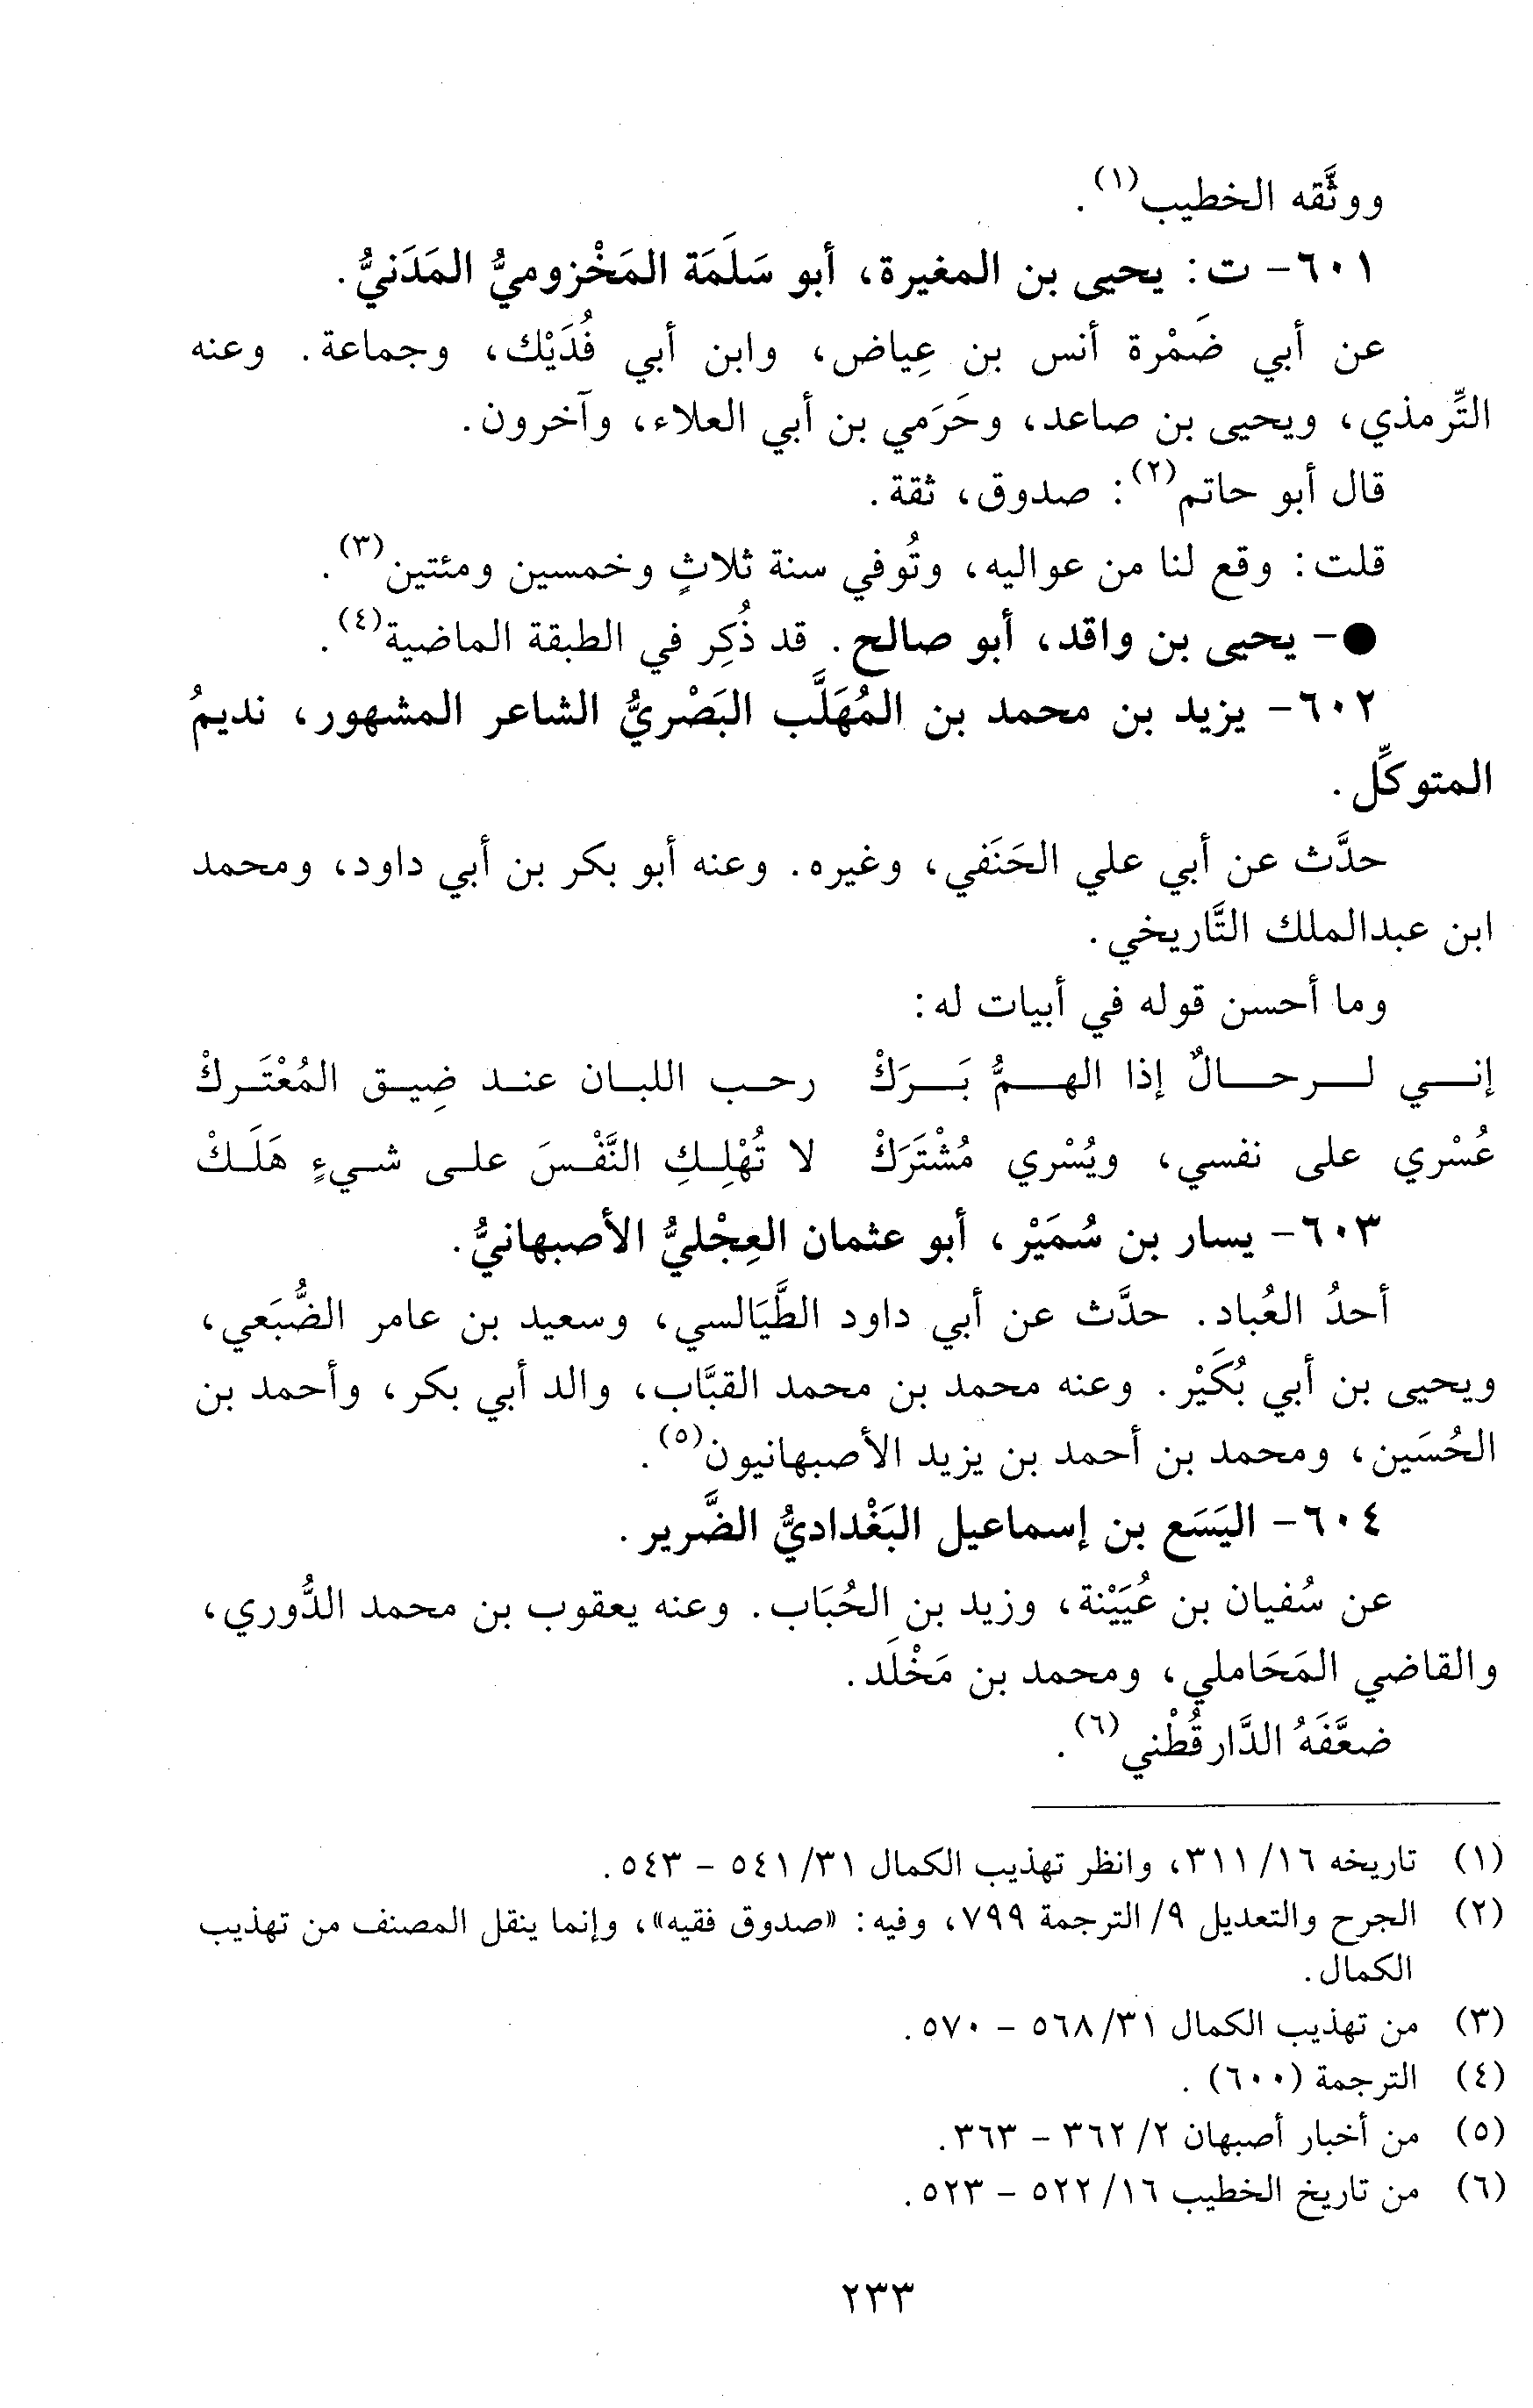 ووثَّقه الخطيب(١).
٦٠١- ت: يحيى بن المغيرة، أبو سَلَمَة المَخْزوميُّ المَدَنيُّ.
عن أبي ضَمْرة أنس بن عِياض، وابن أبي فُدَيْك، وجماعة. وعنه
التِّرمذي، ويحيى بن صاعد، وحَرَمي بن أبي العلاء، وآخرون.
قال أبو حاتم(٢): صدوق، ثقة.
قلت: وقع لنا من عواليه، وتُوفي سنة ثلاثٍ وخمسين ومئتين(٣).
●- يحيى بن واقد، أبو صالح. قد ذُكِر في الطبقة الماضية(٤).
٦٠٢- يزيد بن محمد بن المُهَلَّب البَصْريُّ الشاعر المشهور، نديمُ
المتوكِّل.
حدَّث عن أبي علي الحَنَفي، وغيره. وعنه أبو بكر بن أبي داود، ومحمد
ابن عبدالملك التَّاريخي.
وما أحسن قوله في أبيات له:
إنـي لـرحـالٌ إذا الهـمُّ بَـرَكْ رحـب اللبـان عنـد ضِيـق المُعْتَـركْ
عُسْري على نفسي، ويُسْري مُشْتَرَكْ لا تُهْلِـكِ النَّفْـسَ علـى شـيءٍ هَلَـكْ
٦٠٣- يسار بن سُمَيْر، أبو عثمان العِجْليُّ الأصبهانيُّ.
أحدُ العُباد. حدَّث عن أبي داود الطَّيَالسي، وسعيد بن عامر الضُّبَعي،
ويحيى بن أبي بُكَيْر. وعنه محمد بن محمد القبَّاب، والد أبي بكر، وأحمد بن
الحُسَين، ومحمد بن أحمد بن يزيد الأصبهانيون(٥).
٦٠٤- اليَسَع بن إسماعيل البَغْداديُّ الضَّرير.
عن سُفيان بن عُيَيْنة، وزيد بن الحُبَاب. وعنه يعقوب بن محمد الدُّوري،
والقاضي المَحَاملي، ومحمد بن مَخْلَد.
ضعَّفَهُ الدَّارقُطْني(٦).
(١) تاريخه ١٦/ ٣١١، وانظر تهذيب الكمال ٣١/ ٥٤١ - ٥٤٣.
(٢) الجرح والتعديل ٩/ الترجمة ٧٩٩، وفيه: «صدوق فقيه»، وإنما ينقل المصنف من تهذيب
الكمال.
(٣) من تهذيب الكمال ٣١/ ٥٦٨ - ٥٧٠.
(٤) الترجمة (٦٠٠).
(٥) من أخبار أصبهان ٢/ ٣٦٢ - ٣٦٣.
(٦) من تاريخ الخطيب ١٦/ ٥٢٢ - ٥٢٣.
٢٣٣